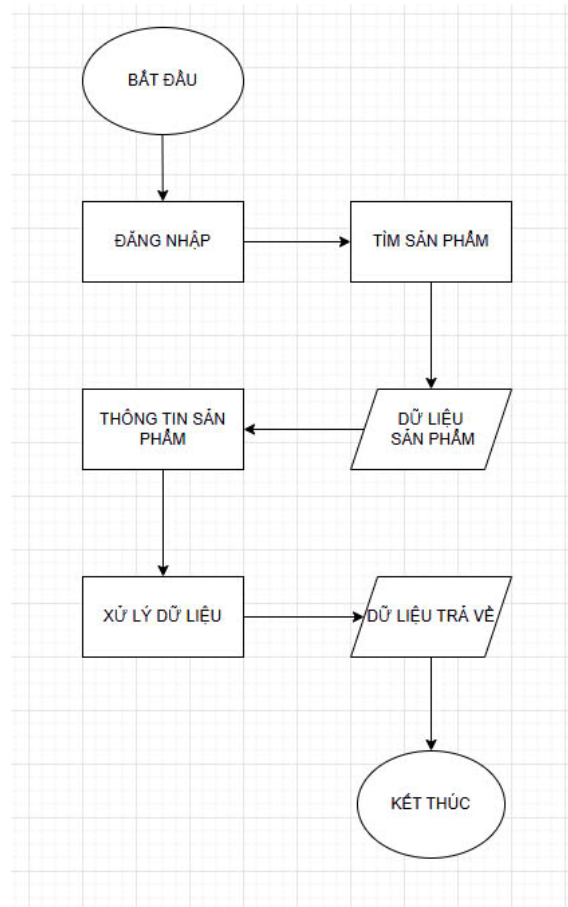 BẮT ĐẦU
ĐĂNG NHẬP
TÌM SẢN PHẨM
DỮ LIỆU
SẢN PHẨM
THÔNG TIN SẢN
PHẨM
XỬ LÝ DỮ LIỆU
DỮ LIỆU TRẢ VỀ
KẾT THÚC